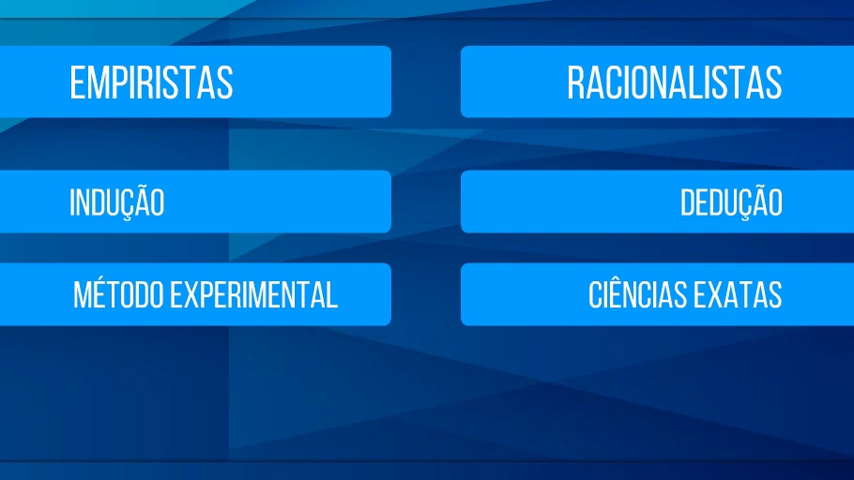 EMPIRISTAS
RACIONALISTAS
INDUÇÃO
DEDUÇÃO
MÉTODO EXPERIMENTAL
CIÊNCIAS EXATAS